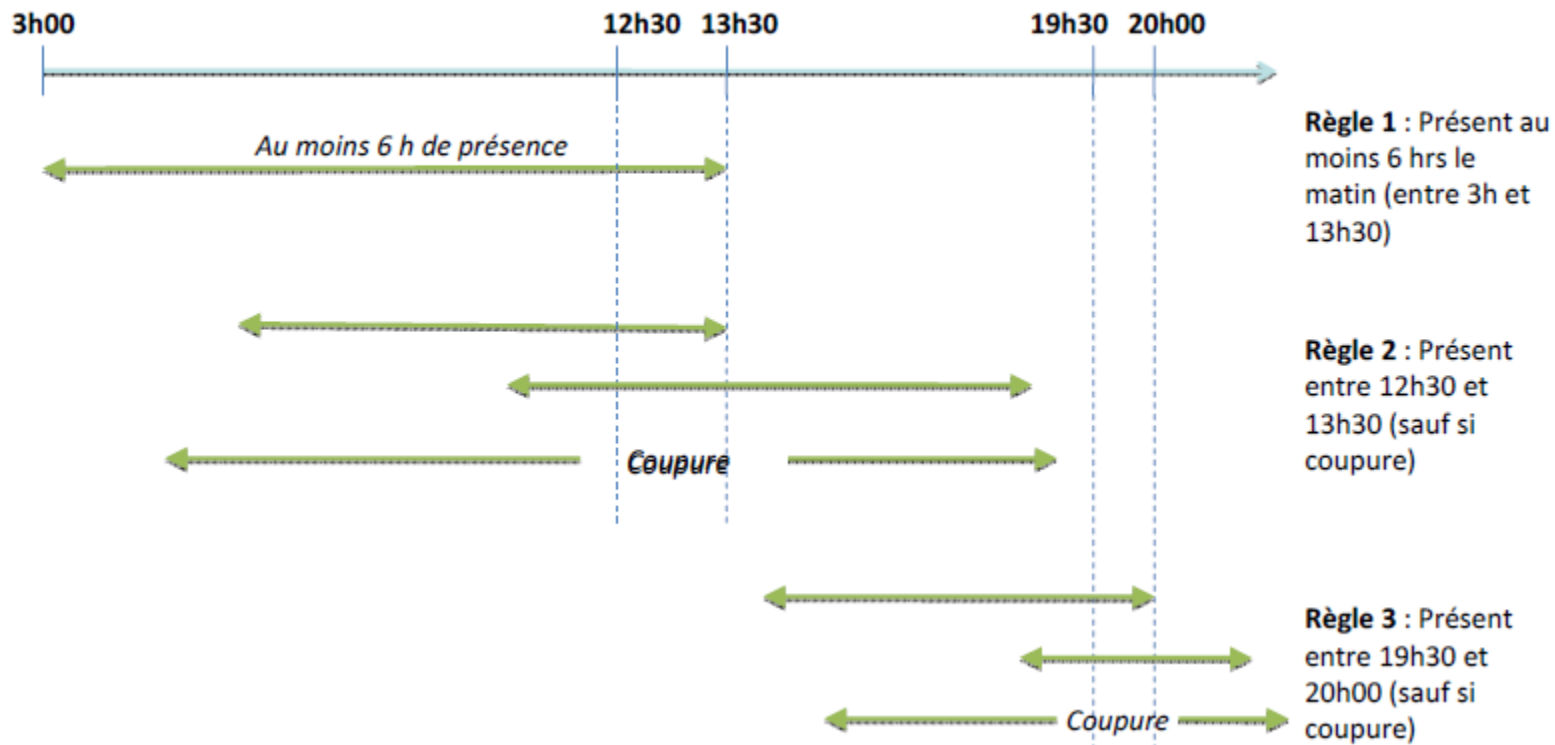 3h00 12h30 13h30 19h30 20h00
Au moins 6 h de présence
Règle 1 : Présent au
moins 6 hrs le
matin (entre 3h et
13h30)
Règle 2 : Présent
entre 12h30 et
13h30 (sauf si
coupure)
Coupure
Règle 3 : Présent
entre 19h30 et
20h00 (sauf si
coupure)
Coupure